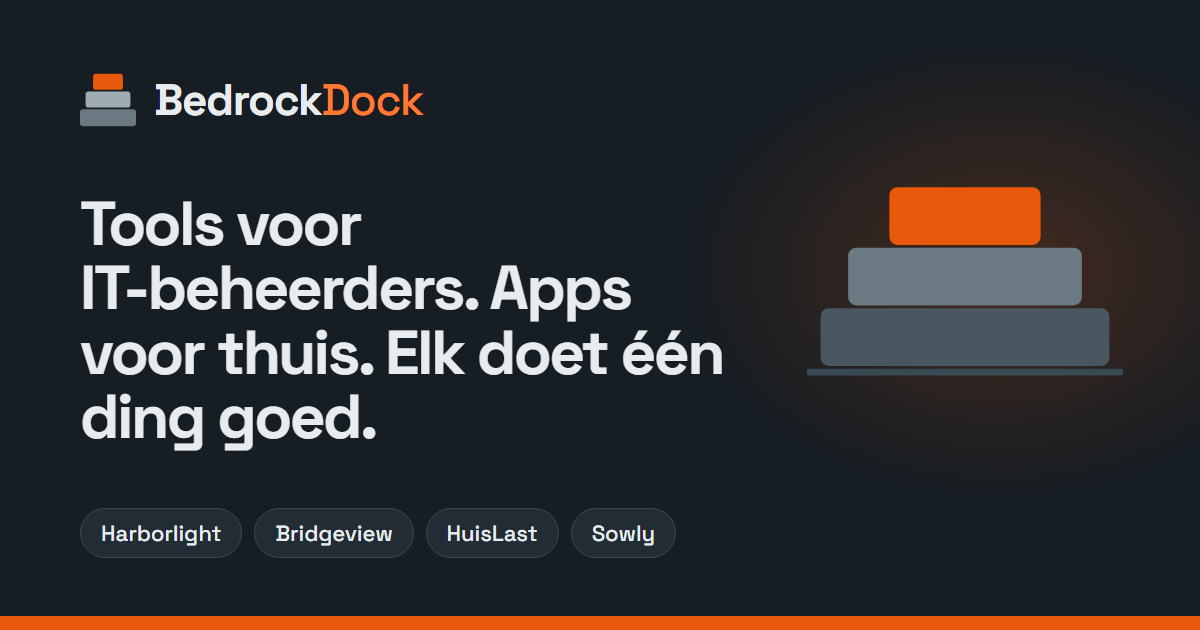 BedrockDock
Tools voor
IT-beheerders. Apps
voor thuis. Elk doet één
ding goed.
Harborlight Bridgeview HuisLast Sowly